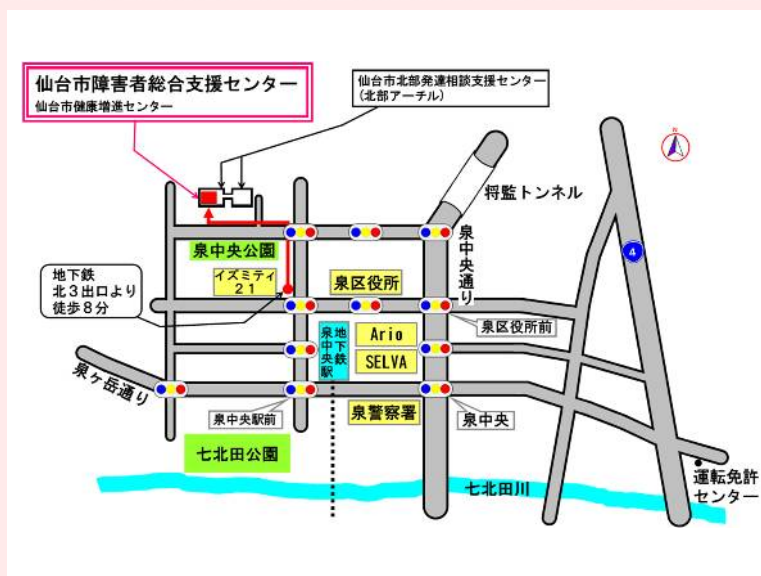 仙台市障害者総合支援センター
仙台市健康増進センター
仙台市北部発達相談支援センター
(北部アーチル)
N
将監トンネル
泉中央通り
4
泉中央公園
イズミティ
21
地下鉄
北3出口より
徒歩8分
泉区役所
泉区役所前
地下鉄
泉中央駅
Ario
SELVA
泉ヶ岳通り
泉中央駅前
泉警察署
泉中央
七北田公園
七北田川
運転免許
センター